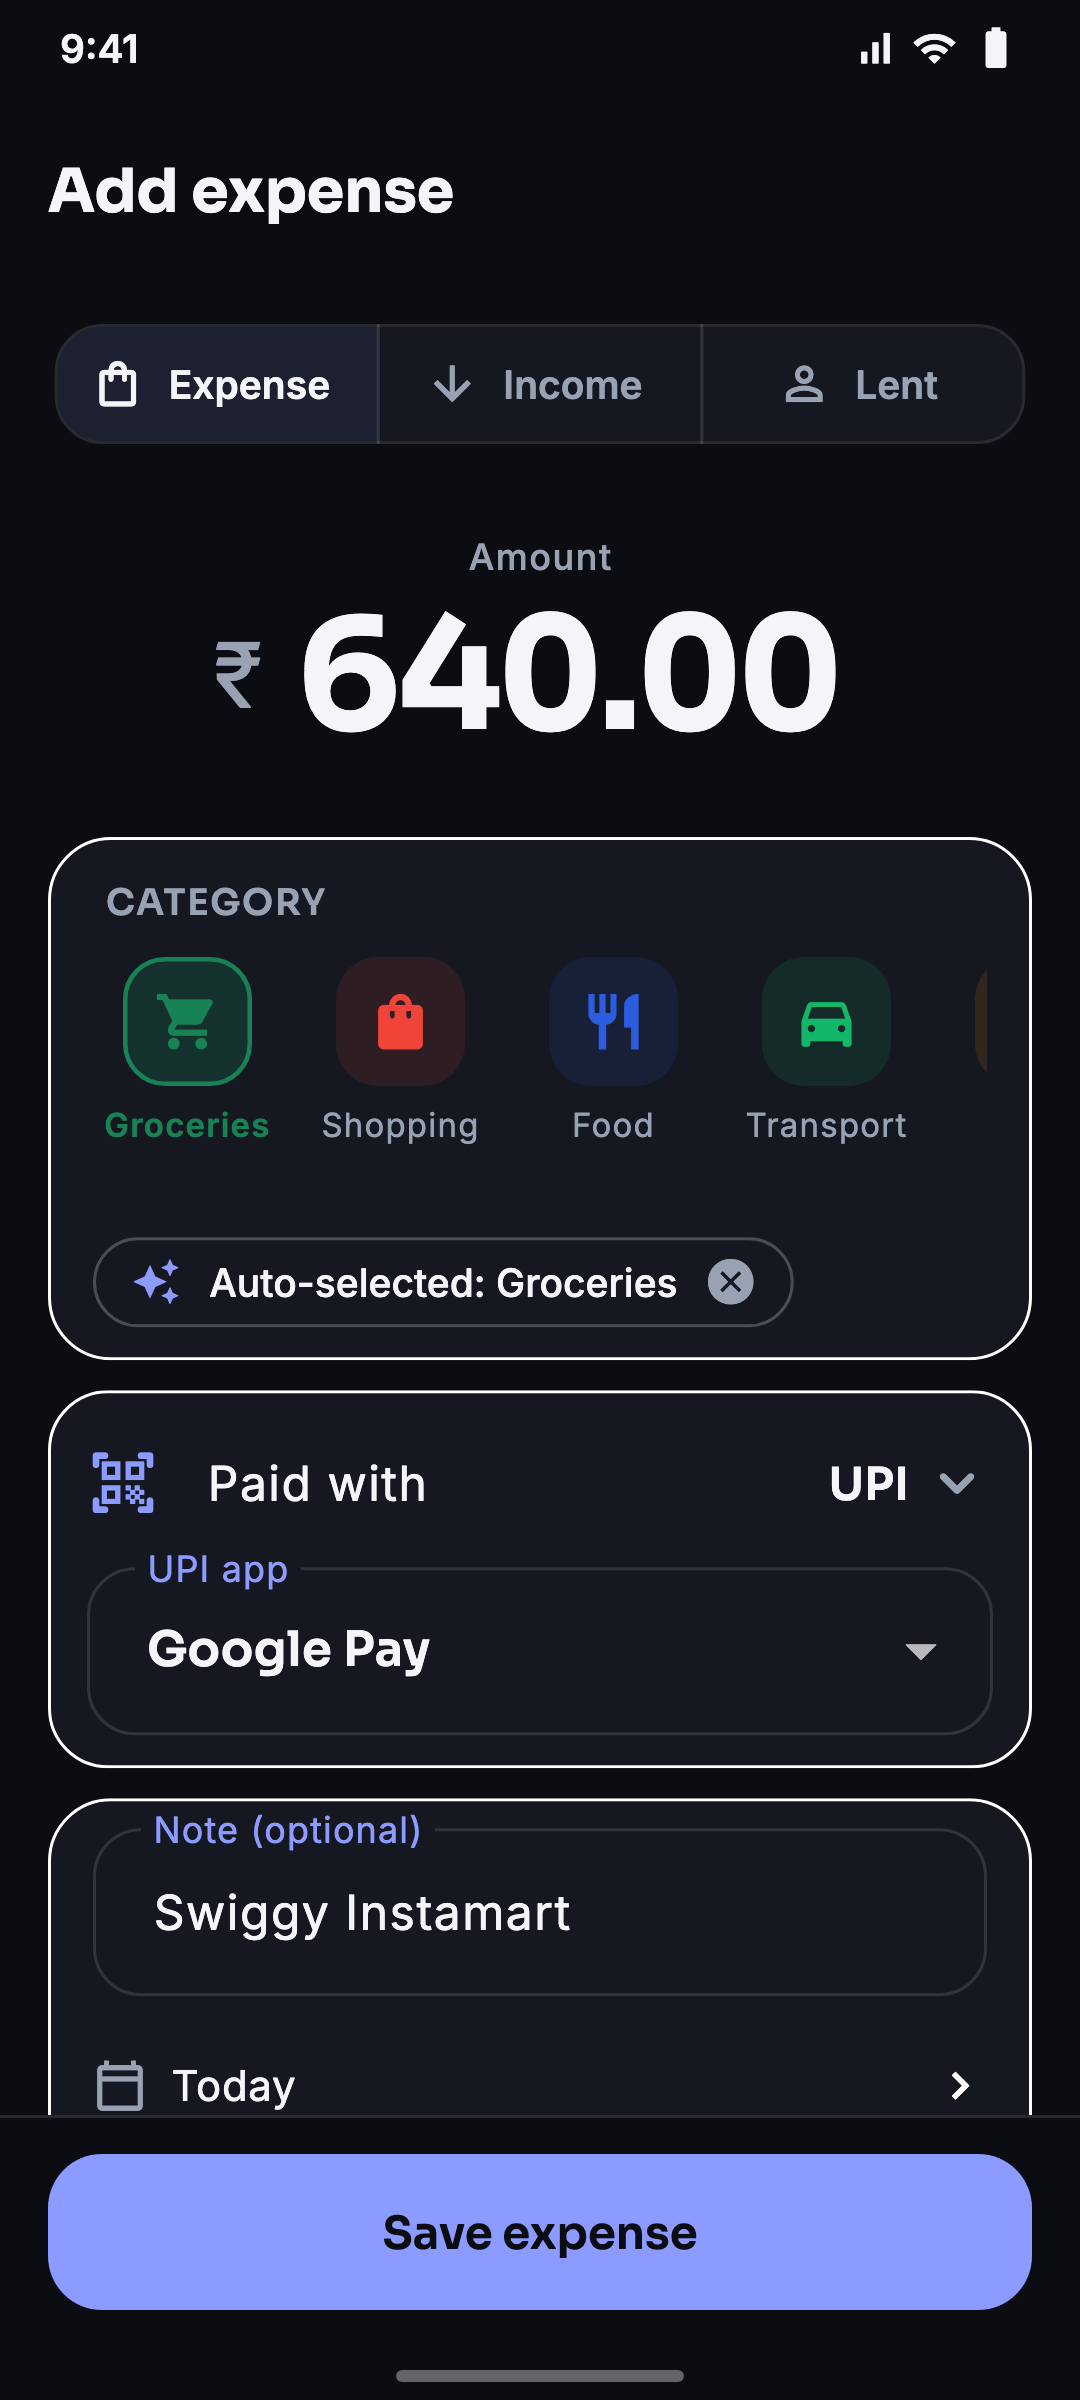 9:41
Add expense
Expense
Income
Lent
Amount
₹ 640.00
CATEGORY
Groceries
Shopping
Food
Transport
Auto-selected: Groceries
Paid with
UPI
UPI app
Google Pay
Note (optional)
Swiggy Instamart
Today
Save expense